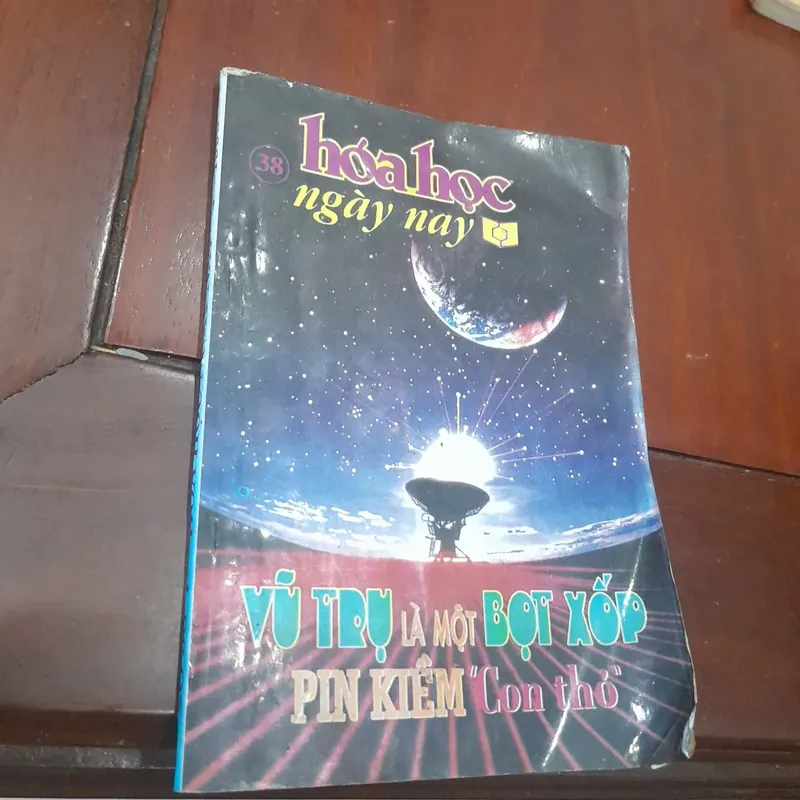 38
hóa học
ngày nay
VŨ TRỤ LÀ MỘT BỌT XỐP
PIN KIỀM "Con thỏ"